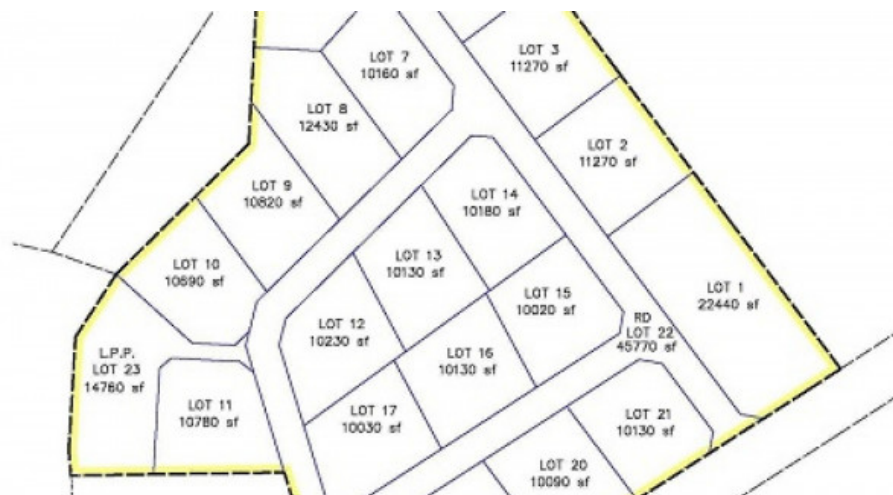 LOT 3
11270 sf
LOT 7
10160 sf
LOT 8
12430 sf
LOT 2
11270 sf
LOT 9
10820 sf
LOT 14
10180 sf
LOT 13
10130 sf
LOT 10
10690 sf
LOT 15
10020 sf
LOT 1
22440 sf
RD
LOT 22
45770 sf
LOT 12
10230 sf
L.P.P.
LOT 23
14760 sf
LOT 16
10130 sf
LOT 11
10780 sf
LOT 17
10030 sf
LOT 21
10130 sf
LOT 20
10090 sf